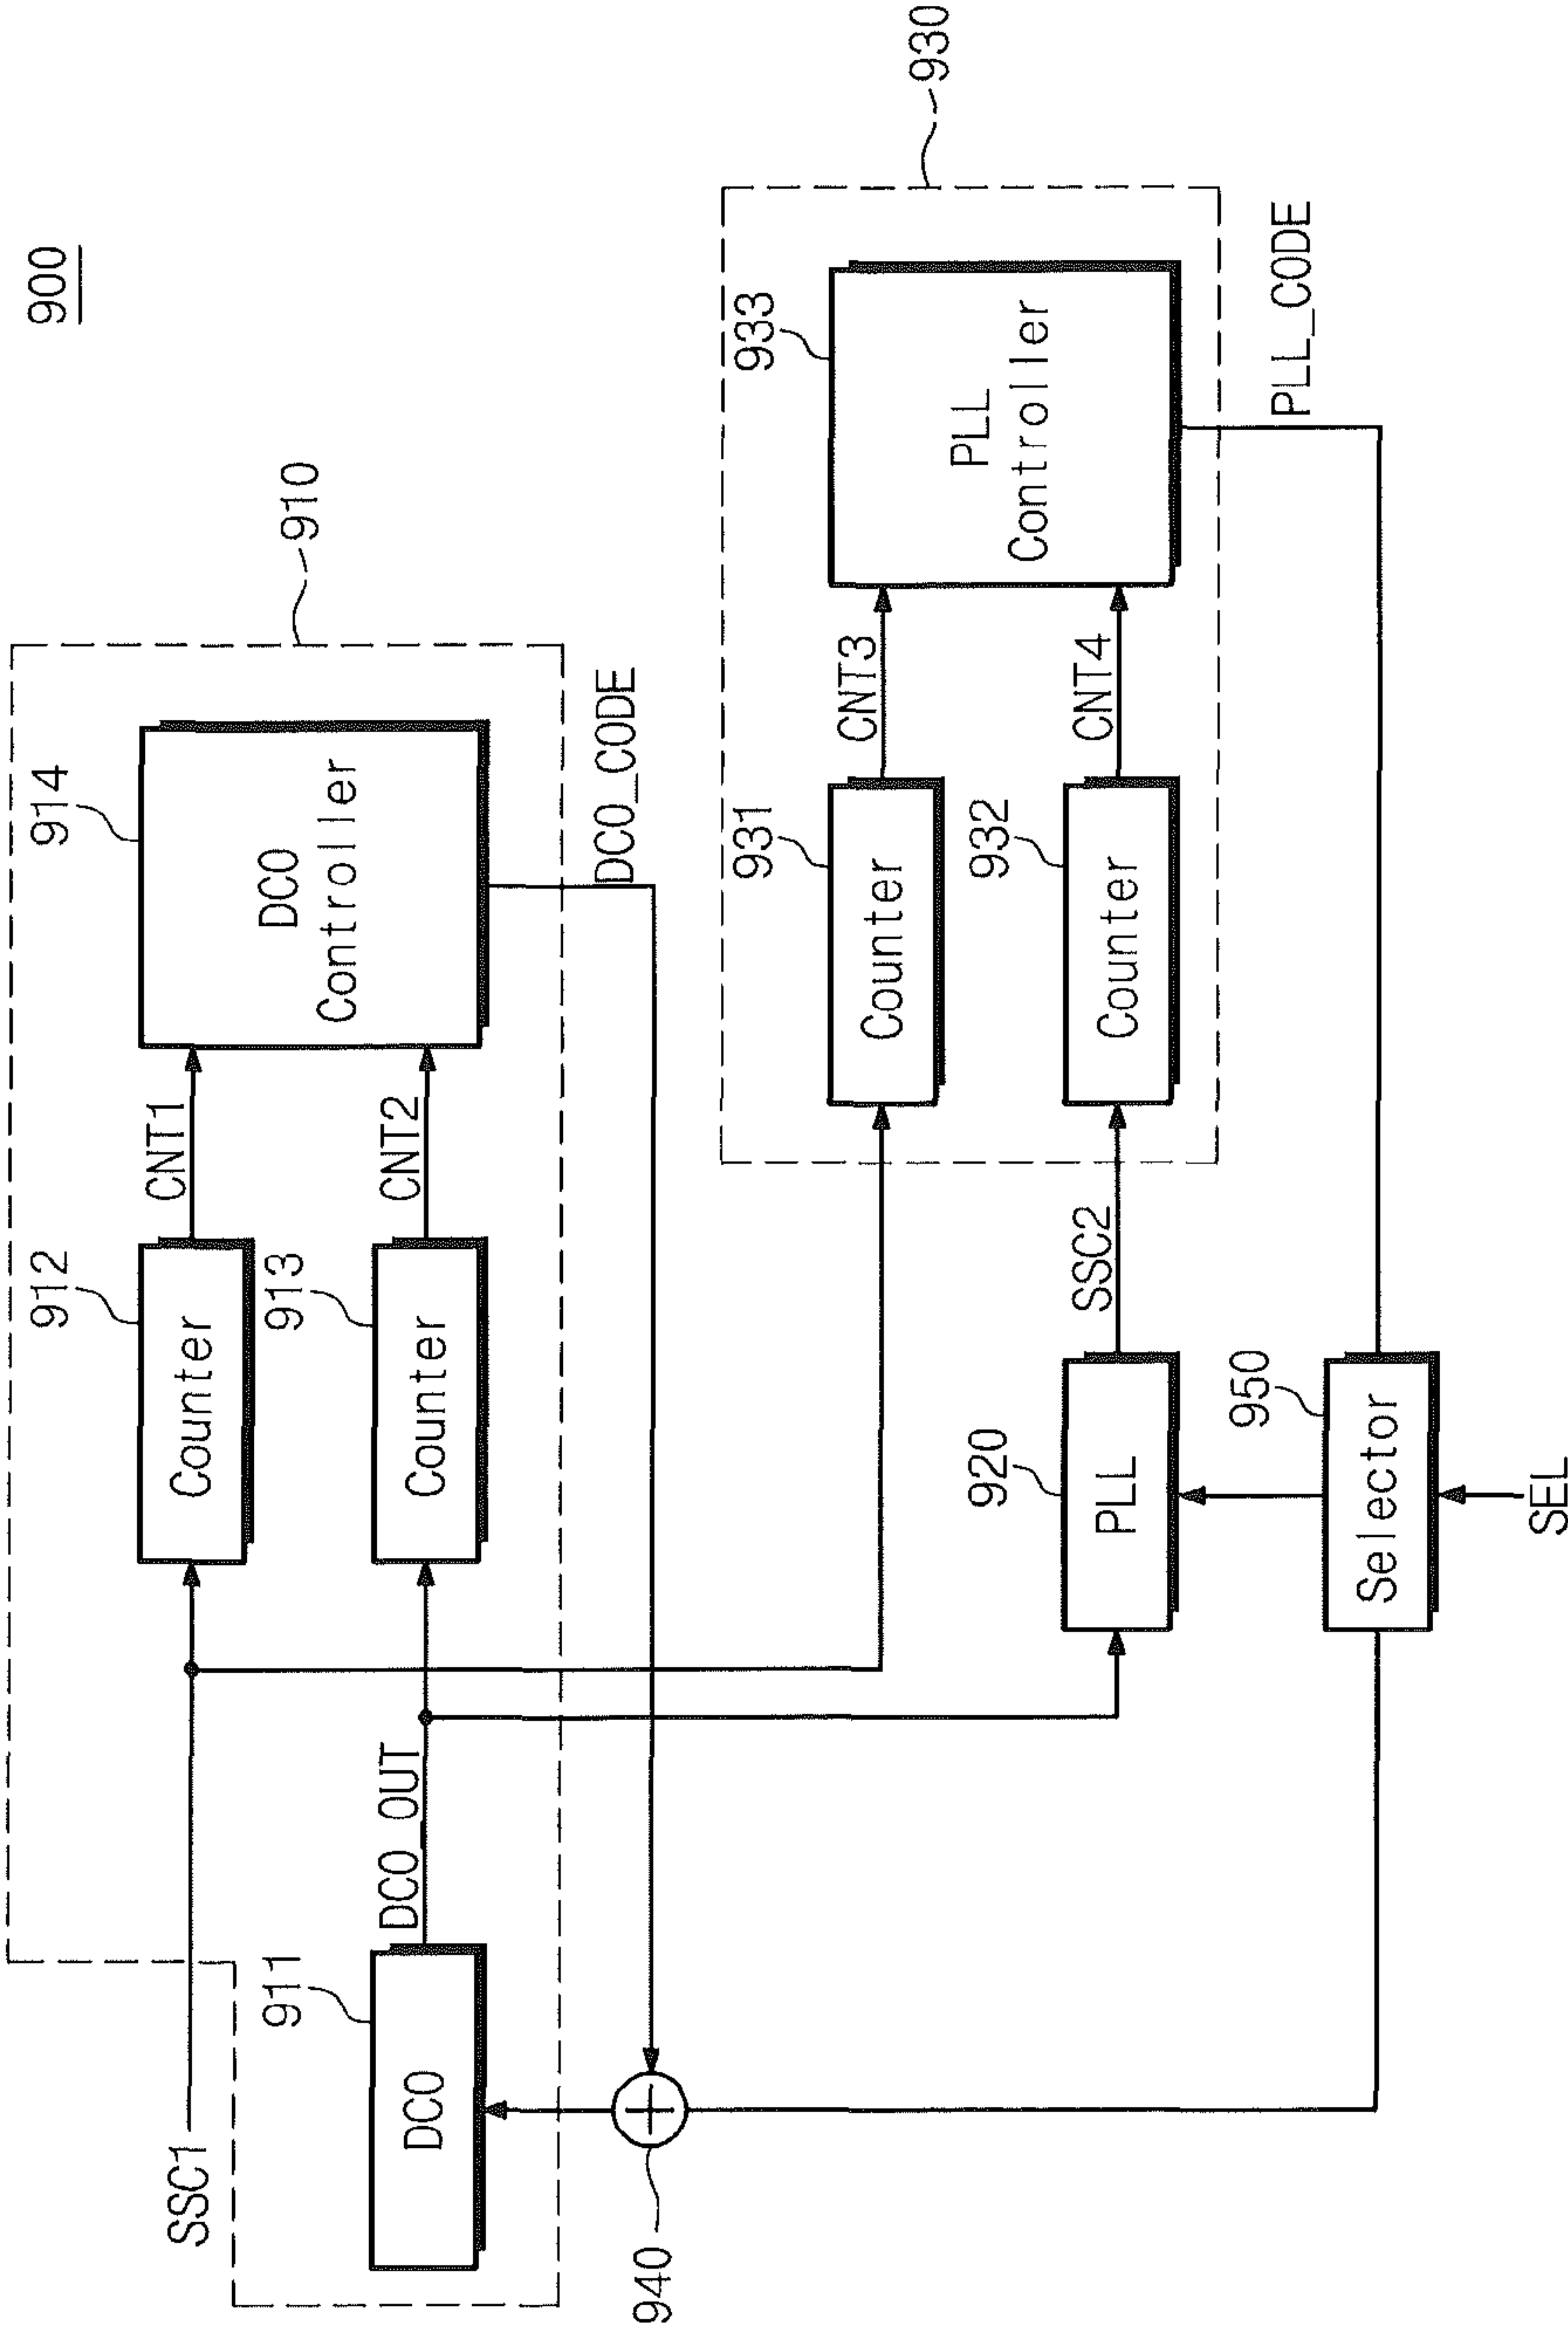 900
910
912
914
SSC1
Counter
CNT1
DCO
Controller
911
913
DCO
DCO_OUT
Counter
CNT2
DCO_CODE
940
930
931
933
Counter
CNT3
PLL
Controller
920
932
PLL
SSC2
Counter
CNT4
950
Selector
PLL_CODE
SEL